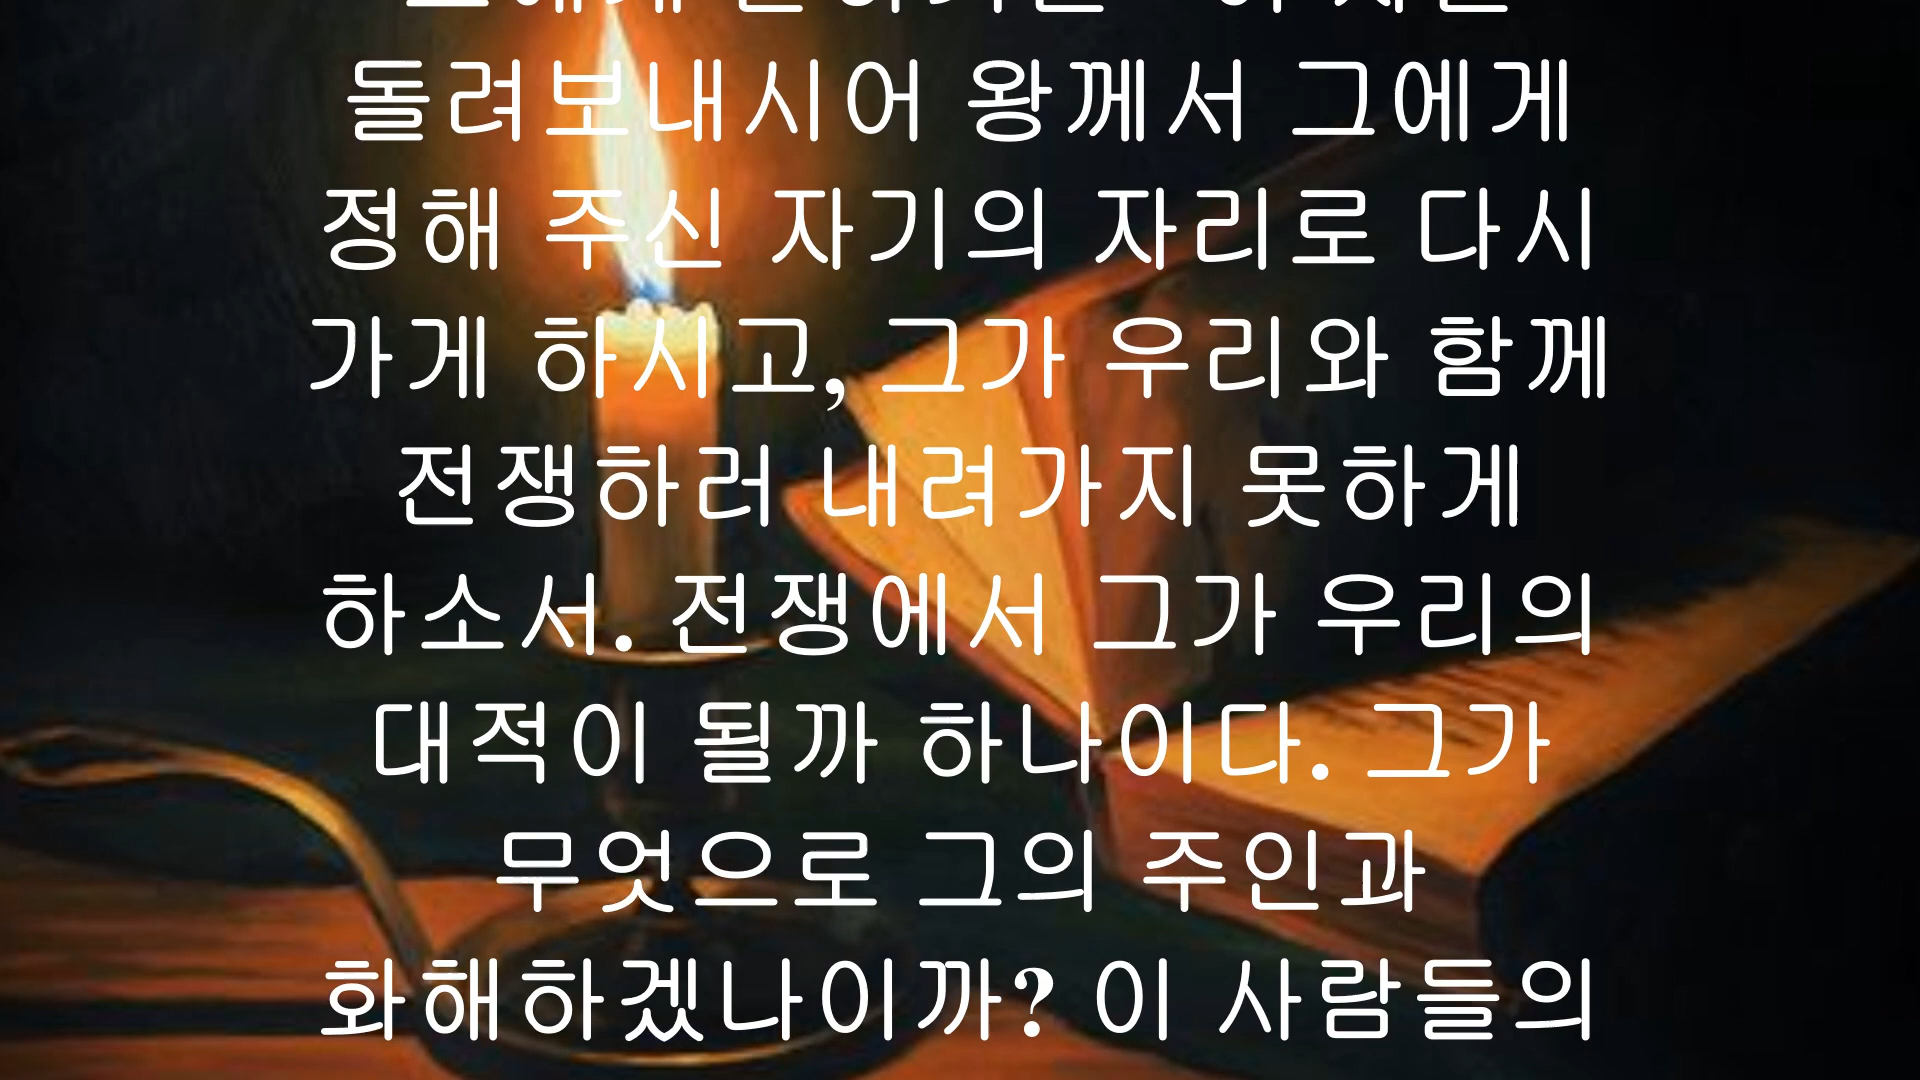 돌려보내시어 왕께서 그에게
정해 주신 자기의 자리로 다시
가게 하시고, 그가 우리와 함께
전쟁하러 내려가지 못하게
하소서. 전쟁에서 그가 우리의
대적이 될까 하나이다. 그가
무엇으로 그의 주인과
화해하겠나이까? 이 사람들의